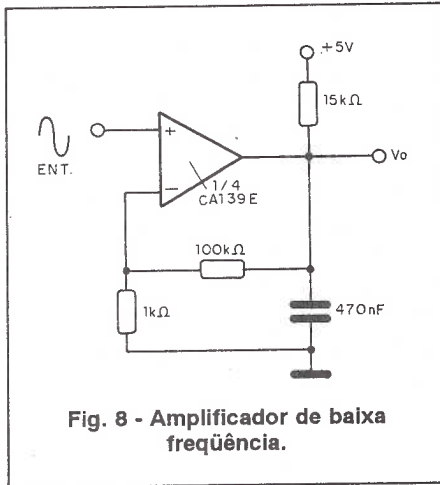 +5V
15kΩ
Vo
ENT.
+
−
1/4
CA139E
100kΩ
1kΩ
470nF
Fig. 8 - Amplificador de baixa
freqüência.